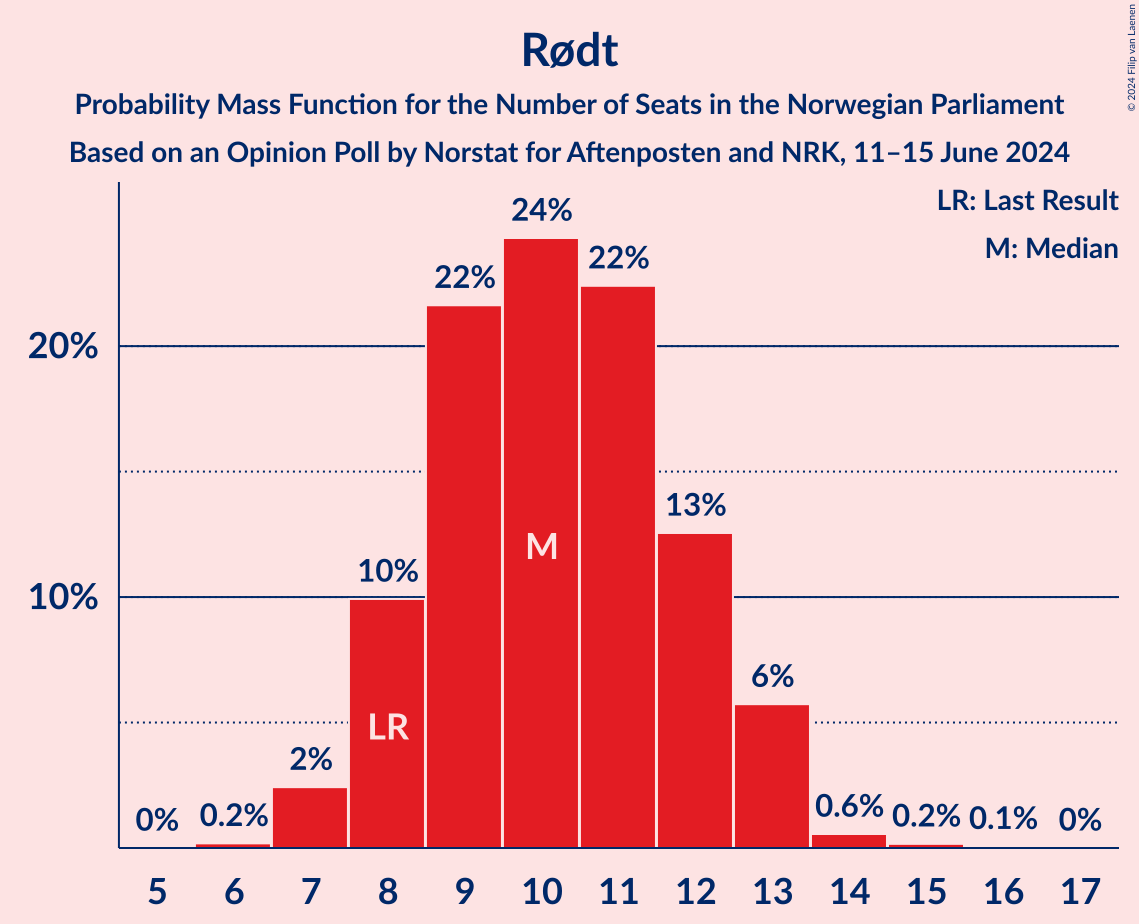 Rødt
Probability Mass Function for the Number of Seats in the Norwegian Parliament
Based on an Opinion Poll by Norstat for Aftenposten and NRK, 11–15 June 2024
© 2024 Filip van Laenen
LR: Last Result
M: Median
20%
10%
0%
0.2%
2%
10%
22%
24%
22%
13%
6%
0.6%
0.2%
0.1%
0%
LR
M
5 6 7 8 9 10 11 12 13 14 15 16 17